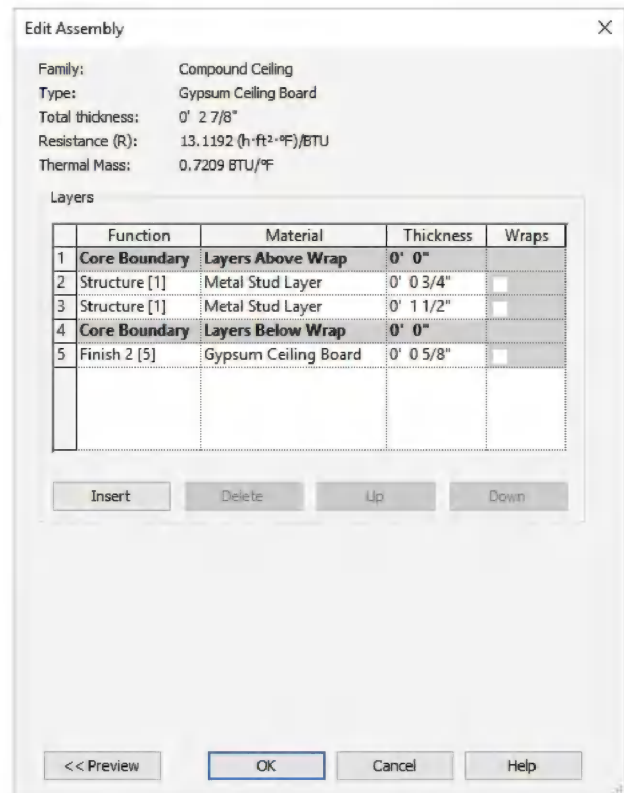 Edit Assembly
Family: Compound Ceiling
Type: Gypsum Ceiling Board
Total thickness: 0' 2 7/8"
Resistance (R): 13.1192 (h·ft²·°F)/BTU
Thermal Mass: 0.7209 BTU/°F
Layers
Function Material Thickness Wraps
1 Core Boundary Layers Above Wrap 0' 0"
2 Structure [1] Metal Stud Layer 0' 0 3/4"
3 Structure [1] Metal Stud Layer 0' 1 1/2"
4 Core Boundary Layers Below Wrap 0' 0"
5 Finish 2 [5] Gypsum Ceiling Board 0' 0 5/8"
Insert Delete Up Down
<< Preview OK Cancel Help